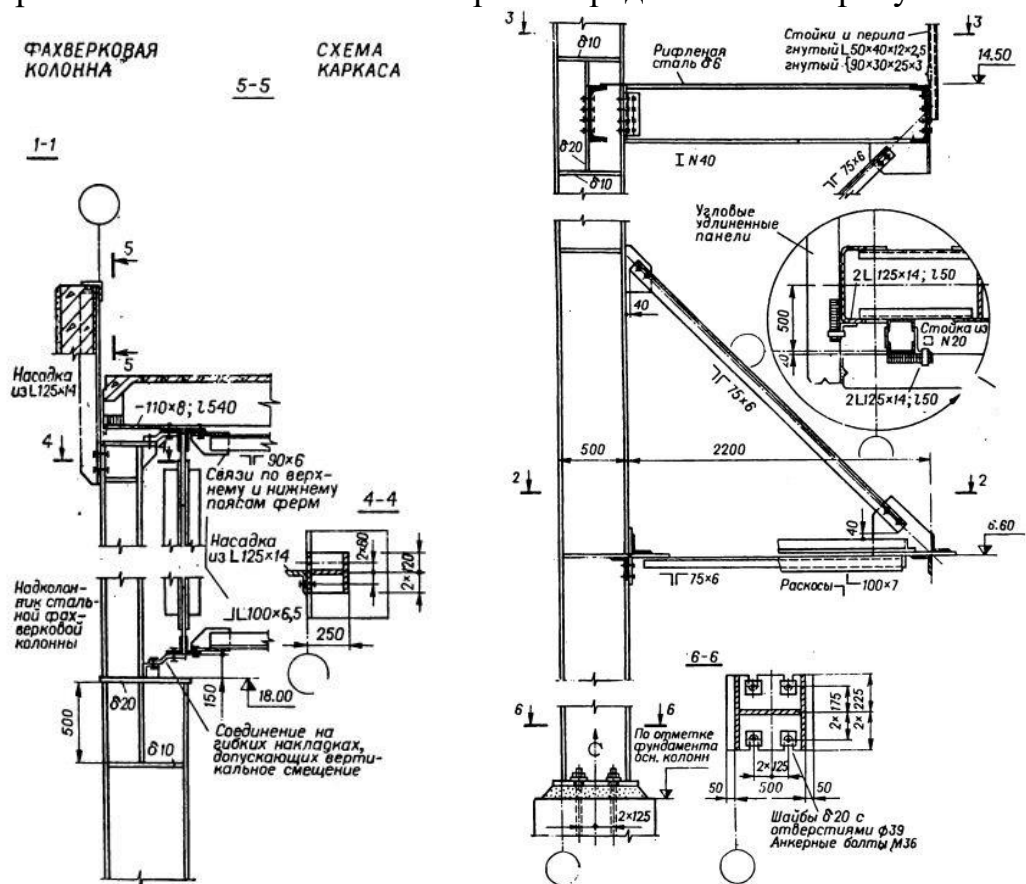 ФАХВЕРКОВАЯ
КОЛОННА
СХЕМА
КАРКАСА
5-5
1-1
5
5
Насадка
из L125×14
-110×8; l540
4
90×6
Связи по верх-
нему и нижнему
поясам ферм
4-4
Насадка
из L125×14
2×60
2×120
Надколон-
ник сталь-
ной фах-
верковой
колонны
100×6,5
250
δ20
500
150
18.00
δ10
Соединение на
гибких накладках,
допускающих верти-
кальное смещение
3
3
δ10
Рифленая
сталь δ6
Стойки и перила
гнутый L50×40×12×2,5
гнутый [90×30×25×3
14.50
δ20
δ10
I N40
75×6
Угловые
удлиненные
панели
2L125×14; l50
500
20
Стойка из
N20
2L125×14; l50
40
75×6
500
2200
2
2
40
6.60
75×6
Раскосы
100×7
6-6
6
6
С
По отметке
фундамента
осн. колонн
2×125
2×175
2×225
2×125
50
500
50
Шайбы δ20 с
отверстиями ф39
Анкерные болты М36